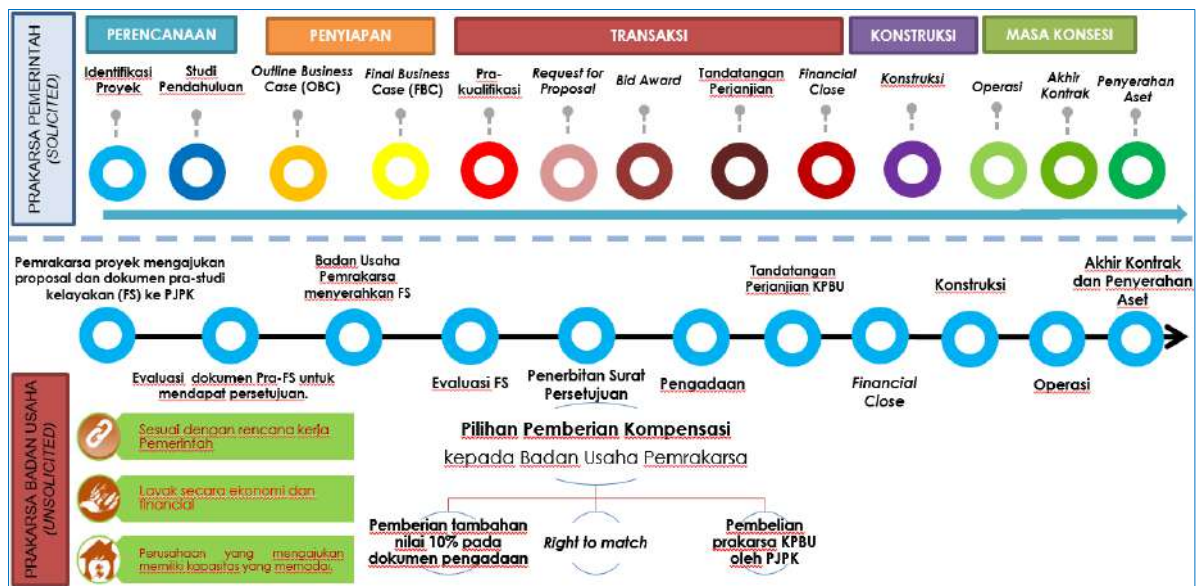 PRAKARSA PEMERINTAH
(SOLICITED)
PERENCANAAN
PENYIAPAN
TRANSAKSI
KONSTRUKSI
MASA KONSESI
Identifikasi
Proyek
Studi
Pendahuluan
Outline Business
Case (OBC)
Final Business
Case (FBC)
Pra-
kualifikasi
Request for
Proposal
Bid Award
Tandatangan
Perjanjian
Financial
Close
Konstruksi
Operasi
Akhir
Kontrak
Penyerahan
Aset
PRAKARSA BADAN USAHA
(UNSOLICITED)
Pemrakarsa proyek mengajukan
proposal dan dokumen pra-studi
kelayakan (FS) ke PJPK
Badan Usaha
Pemrakarsa
menyerahkan FS
Tandatangan
Perjanjian KPBU
Konstruksi
Akhir Kontrak
dan Penyerahan
Aset
Evaluasi dokumen Pra-FS untuk
mendapat persetujuan.
Evaluasi FS
Penerbitan Surat
Persetujuan
Pengadaan
Financial
Close
Operasi
Sesuai dengan rencana kerja
Pemerintah
Layak secara ekonomi dan
financial
Perusahaan yang mengajukan
memiliki kapasitas yang memadai.
Pilihan Pemberian Kompensasi
kepada Badan Usaha Pemrakarsa
Pemberian tambahan
nilai 10% pada
dokumen pengadaan
Right to match
Pembelian
prakarsa KPBU
oleh PJPK